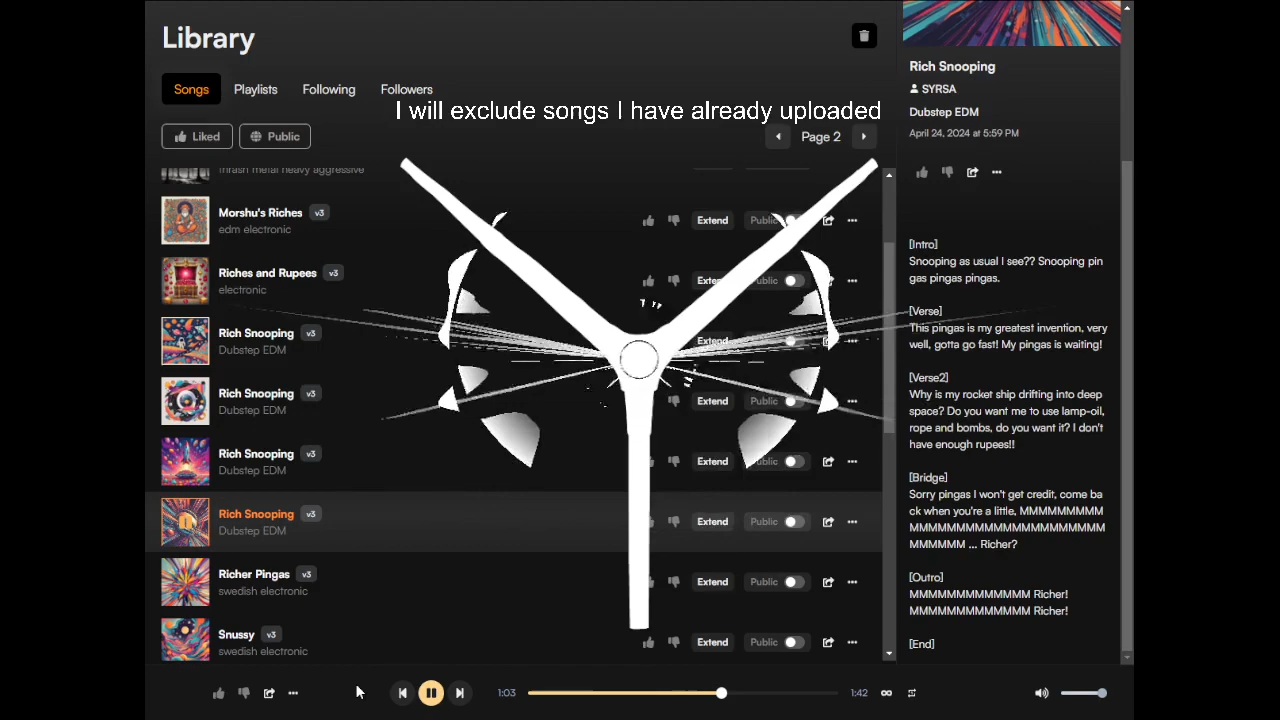 Library
Songs
Playlists
Following
Followers
I will exclude songs I have already uploaded
Liked
Public
Page 2
thrash metal heavy aggressive
Morshu's Riches v3
edm electronic
Extend
Public
Riches and Rupees v3
electronic
Extend
Public
Rich Snooping v3
Dubstep EDM
Extend
Rich Snooping v3
Dubstep EDM
Extend
Public
Rich Snooping v3
Dubstep EDM
Extend
Public
Rich Snooping v3
Dubstep EDM
Extend
Public
Richer Pingas v3
swedish electronic
Extend
Public
Snussy v3
swedish electronic
Extend
Public
Rich Snooping
SYRSA
Dubstep EDM
April 24, 2024 at 5:59 PM
[Intro]
Snooping as usual I see?? Snooping pin
gas pingas pingas.
[Verse]
This pingas is my greatest invention, very
well, gotta go fast! My pingas is waiting!
[Verse2]
Why is my rocket ship drifting into deep
space? Do you want me to use lamp-oil,
rope and bombs, do you want it? I don't
have enough rupees!!
[Bridge]
Sorry pingas I won't get credit, come ba
ck when you're a little, MMMMMMMMM
MMMMMMMMMMMMMMMMMMMMM
MMMMMM ... Richer?
[Outro]
MMMMMMMMMMMMM Richer!
MMMMMMMMMMMMM Richer!
[End]
1:03
1:42